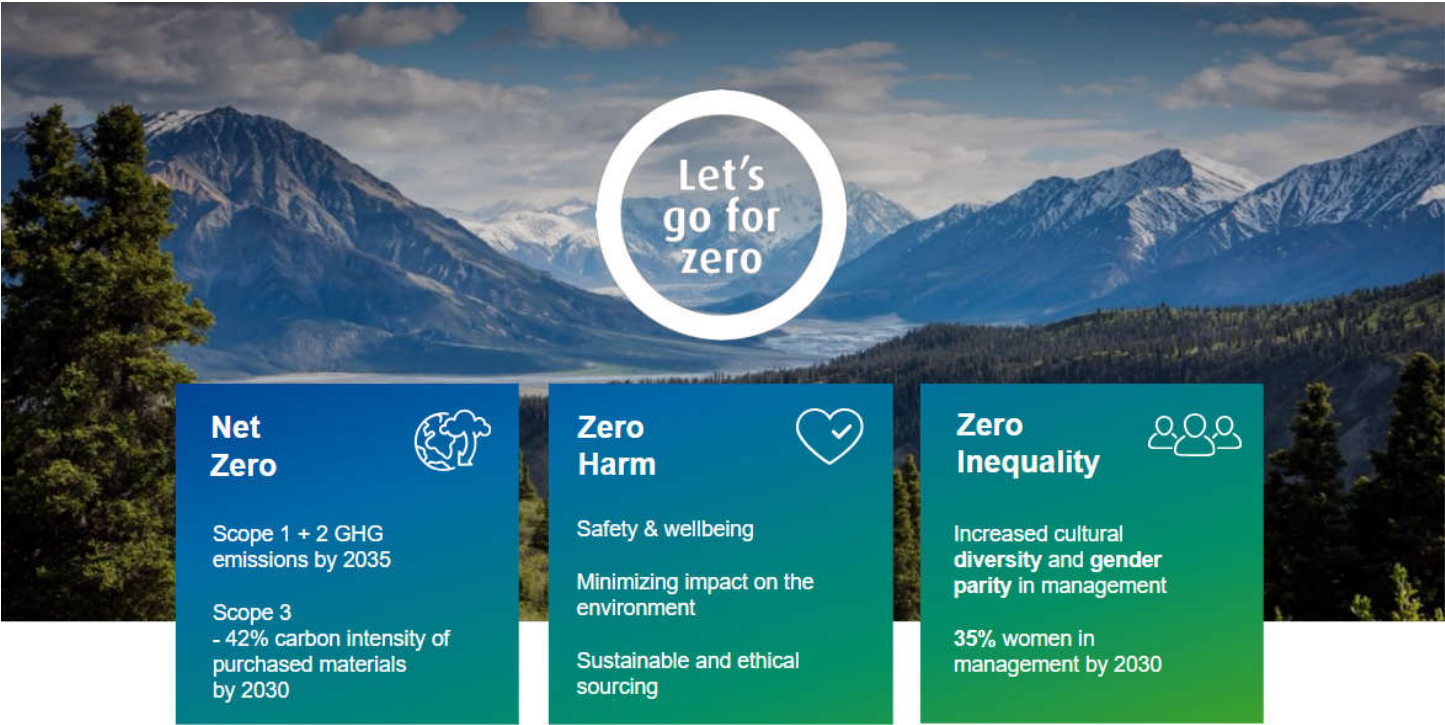 Let's
go for
zero
Net
Zero
Scope 1 + 2 GHG
emissions by 2035
Scope 3
- 42% carbon intensity of
purchased materials
by 2030
Zero
Harm
Safety & wellbeing
Minimizing impact on the
environment
Sustainable and ethical
sourcing
Zero
Inequality
Increased cultural
diversity and gender
parity in management
35% women in
management by 2030